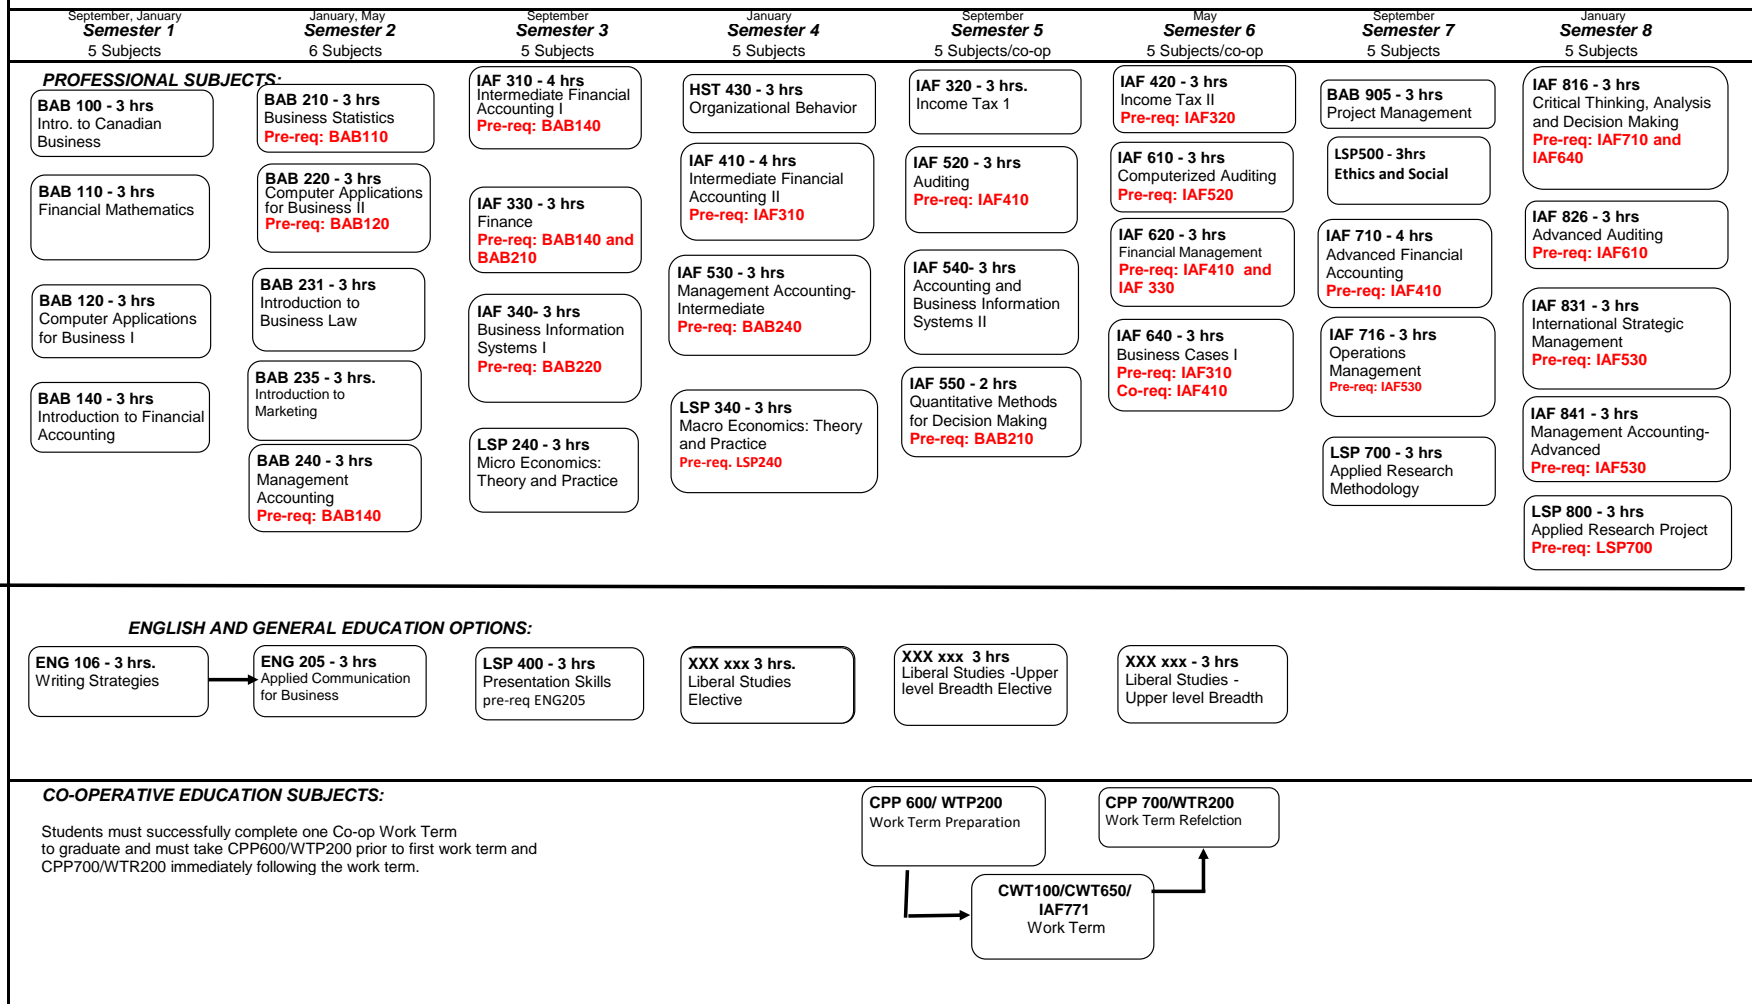 September, January
Semester 1
5 Subjects
January, May
Semester 2
6 Subjects
September
Semester 3
5 Subjects
January
Semester 4
5 Subjects
September
Semester 5
5 Subjects/co-op
May
Semester 6
5 Subjects/co-op
September
Semester 7
5 Subjects
January
Semester 8
5 Subjects
PROFESSIONAL SUBJECTS:
BAB 100 - 3 hrs
Intro. to Canadian
Business
BAB 110 - 3 hrs
Financial Mathematics
BAB 120 - 3 hrs
Computer Applications
for Business I
BAB 140 - 3 hrs
Introduction to Financial
Accounting
BAB 210 - 3 hrs
Business Statistics
Pre-req: BAB110
BAB 220 - 3 hrs
Computer Applications
for Business II
Pre-req: BAB120
BAB 231 - 3 hrs
Introduction to
Business Law
BAB 235 - 3 hrs.
Introduction to
Marketing
BAB 240 - 3 hrs
Management
Accounting
Pre-req: BAB140
IAF 310 - 4 hrs
Intermediate Financial
Accounting I
Pre-req: BAB140
IAF 330 - 3 hrs
Finance
Pre-req: BAB140 and
BAB210
IAF 340- 3 hrs
Business Information
Systems I
Pre-req: BAB220
LSP 240 - 3 hrs
Micro Economics:
Theory and Practice
HST 430 - 3 hrs
Organizational Behavior
IAF 410 - 4 hrs
Intermediate Financial
Accounting II
Pre-req: IAF310
IAF 530 - 3 hrs
Management Accounting-
Intermediate
Pre-req: BAB240
LSP 340 - 3 hrs
Macro Economics: Theory
and Practice
Pre-req. LSP240
IAF 320 - 3 hrs.
Income Tax 1
IAF 520 - 3 hrs
Auditing
Pre-req: IAF410
IAF 540- 3 hrs
Accounting and
Business Information
Systems II
IAF 550 - 2 hrs
Quantitative Methods
for Decision Making
Pre-req: BAB210
IAF 420 - 3 hrs
Income Tax II
Pre-req: IAF320
IAF 610 - 3 hrs
Computerized Auditing
Pre-req: IAF520
IAF 620 - 3 hrs
Financial Management
Pre-req: IAF410 and
IAF 330
IAF 640 - 3 hrs
Business Cases I
Pre-req: IAF310
Co-req: IAF410
BAB 905 - 3 hrs
Project Management
LSP500 - 3hrs
Ethics and Social
IAF 710 - 4 hrs
Advanced Financial
Accounting
Pre-req: IAF410
IAF 716 - 3 hrs
Operations
Management
Pre-req: IAF530
LSP 700 - 3 hrs
Applied Research
Methodology
IAF 816 - 3 hrs
Critical Thinking, Analysis
and Decision Making
Pre-req: IAF710 and
IAF640
IAF 826 - 3 hrs
Advanced Auditing
Pre-req: IAF610
IAF 831 - 3 hrs
International Strategic
Management
Pre-req: IAF530
IAF 841 - 3 hrs
Management Accounting-
Advanced
Pre-req: IAF530
LSP 800 - 3 hrs
Applied Research Project
Pre-req: LSP700
ENGLISH AND GENERAL EDUCATION OPTIONS:
ENG 106 - 3 hrs.
Writing Strategies
ENG 205 - 3 hrs
Applied Communication
for Business
LSP 400 - 3 hrs
Presentation Skills
pre-req ENG205
XXX xxx 3 hrs.
Liberal Studies
Elective
XXX xxx 3 hrs
Liberal Studies -Upper
level Breadth Elective
XXX xxx - 3 hrs
Liberal Studies -
Upper level Breadth
CO-OPERATIVE EDUCATION SUBJECTS:
Students must successfully complete one Co-op Work Term
to graduate and must take CPP600/WTP200 prior to first work term and
CPP700/WTR200 immediately following the work term.
CPP 600/ WTP200
Work Term Preparation
CPP 700/WTR200
Work Term Refelction
CWT100/CWT650/
IAF771
Work Term